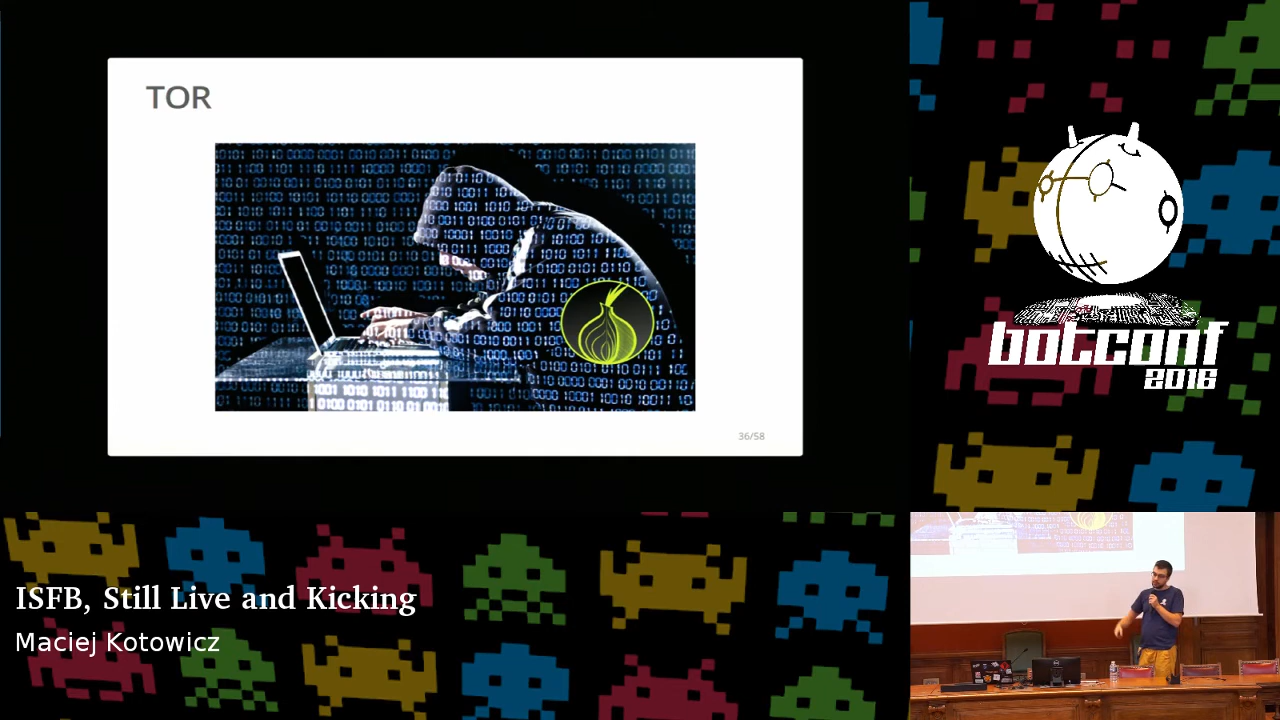 TOR
36/58
botconf
2016
ISFB, Still Live and Kicking
Maciej Kotowicz